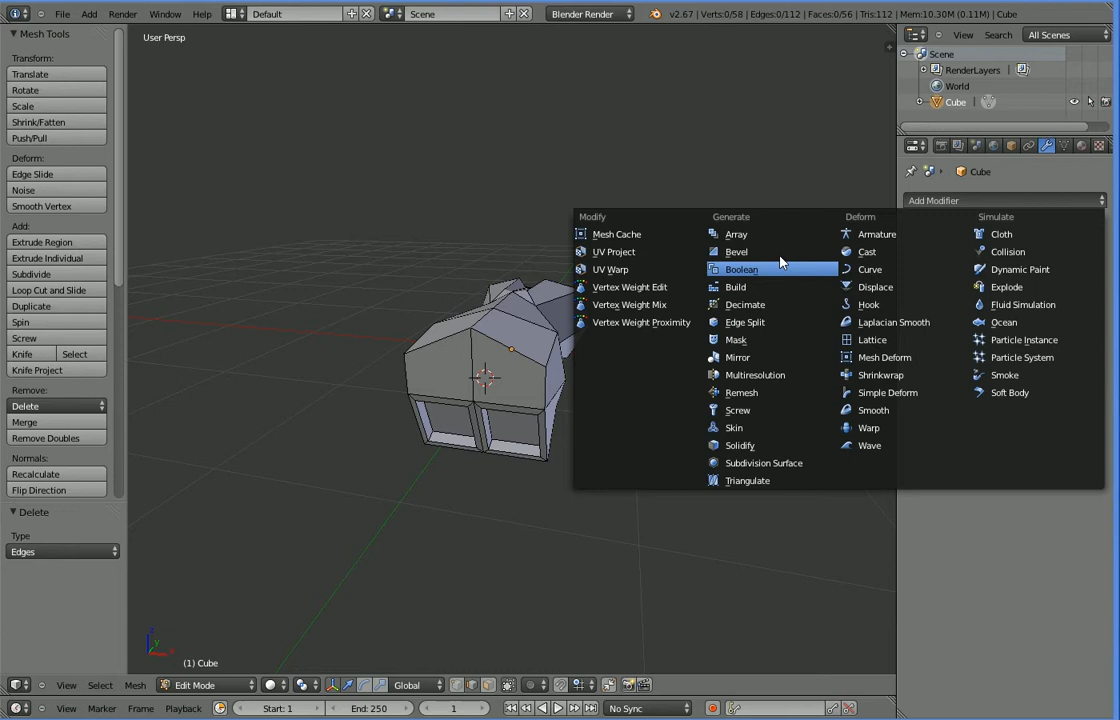 File Add Render Window Help Default Scene Blender Render v2.67 | Verts:0/58 | Edges:0/112 | Faces:0/56 | Tris:112 | Mem:10.30M (0.11M) | Cube
Mesh Tools
Transform:
Translate
Rotate
Scale
Shrink/Fatten
Push/Pull
Deform:
Edge Slide
Noise
Smooth Vertex
Add:
Extrude Region
Extrude Individual
Subdivide
Loop Cut and Slide
Duplicate
Spin
Screw
Knife Select
Knife Project
Remove:
Delete
Merge
Remove Doubles
Normals:
Recalculate
Flip Direction
Delete
Type
Edges
User Persp
(1) Cube
Modify
Mesh Cache
UV Project
UV Warp
Vertex Weight Edit
Vertex Weight Mix
Vertex Weight Proximity
Generate
Array
Bevel
Boolean
Build
Decimate
Edge Split
Mask
Mirror
Multiresolution
Remesh
Screw
Skin
Solidify
Subdivision Surface
Triangulate
Deform
Armature
Cast
Curve
Displace
Hook
Laplacian Smooth
Lattice
Mesh Deform
Shrinkwrap
Simple Deform
Smooth
Warp
Wave
Simulate
Cloth
Collision
Dynamic Paint
Explode
Fluid Simulation
Ocean
Particle Instance
Particle System
Smoke
Soft Body
View Search All Scenes
Scene
RenderLayers
World
Cube
Cube
Add Modifier
View Select Mesh Edit Mode Global
View Marker Frame Playback Start: 1 End: 250 1 No Sync